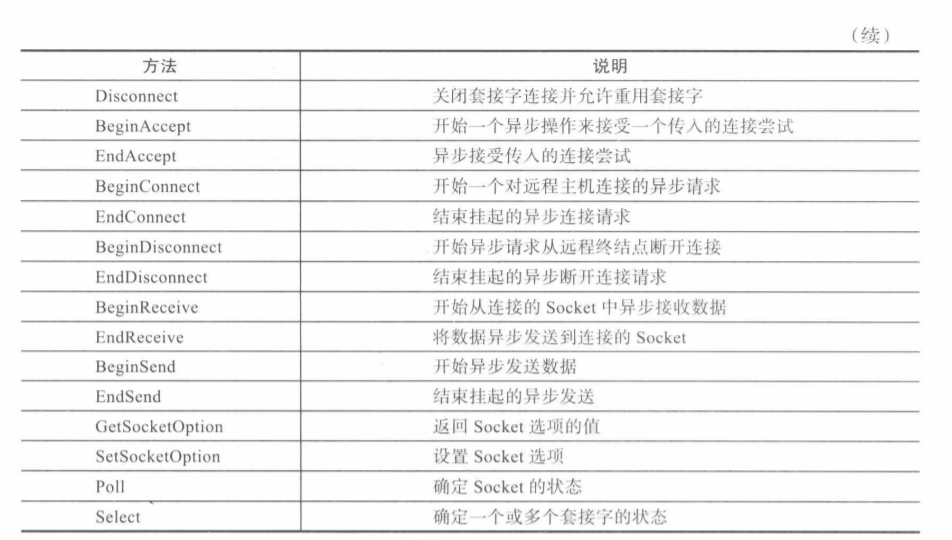 （续）
方法 说明
Disconnect 关闭套接字连接并允许重用套接字
BeginAccept 开始一个异步操作来接受一个传入的连接尝试
EndAccept 异步接受传入的连接尝试
BeginConnect 开始一个对远程主机连接的异步请求
EndConnect 结束挂起的异步连接请求
BeginDisconnect 开始异步请求从远程终结点断开连接
EndDisconnect 结束挂起的异步断开连接请求
BeginReceive 开始从连接的 Socket 中异步接收数据
EndReceive 将数据异步发送到连接的 Socket
BeginSend 开始异步发送数据
EndSend 结束挂起的异步发送
GetSocketOption 返回 Socket 选项的值
SetSocketOption 设置 Socket 选项
Poll 确定 Socket 的状态
Select 确定一个或多个套接字的状态